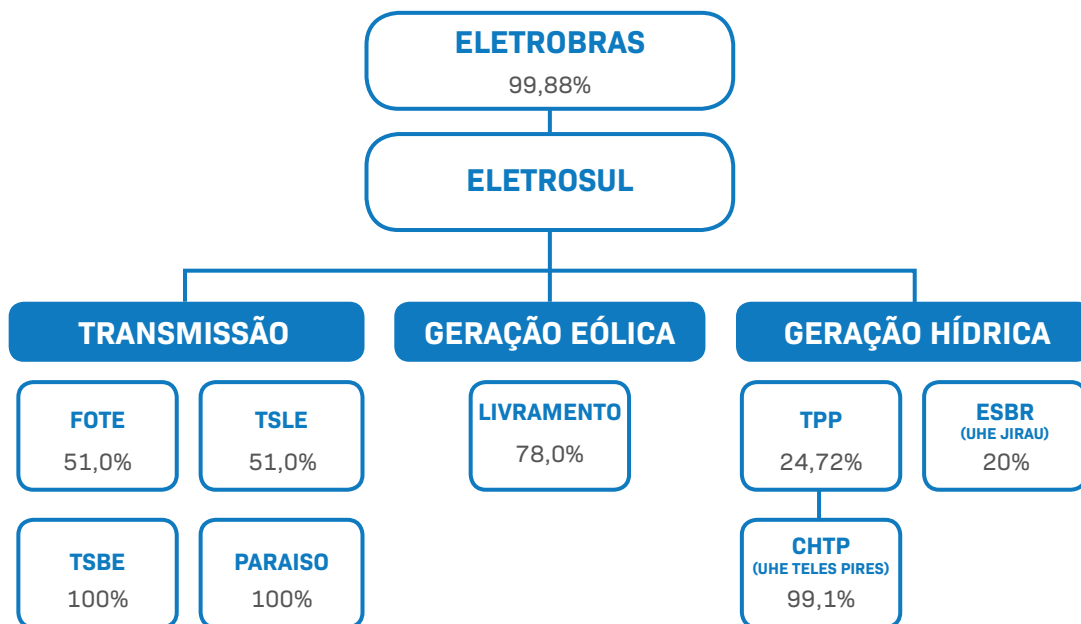 ELETROBRAS
99,88%
ELETROSUL
TRANSMISSÃO
FOTE
51,0%
TSLE
51,0%
TSBE
100%
PARAISO
100%
GERAÇÃO EÓLICA
LIVRAMENTO
78,0%
GERAÇÃO HÍDRICA
TPP
24,72%
ESBR
(UHE JIRAU)
20%
CHTP
(UHE TELES PIRES)
99,1%